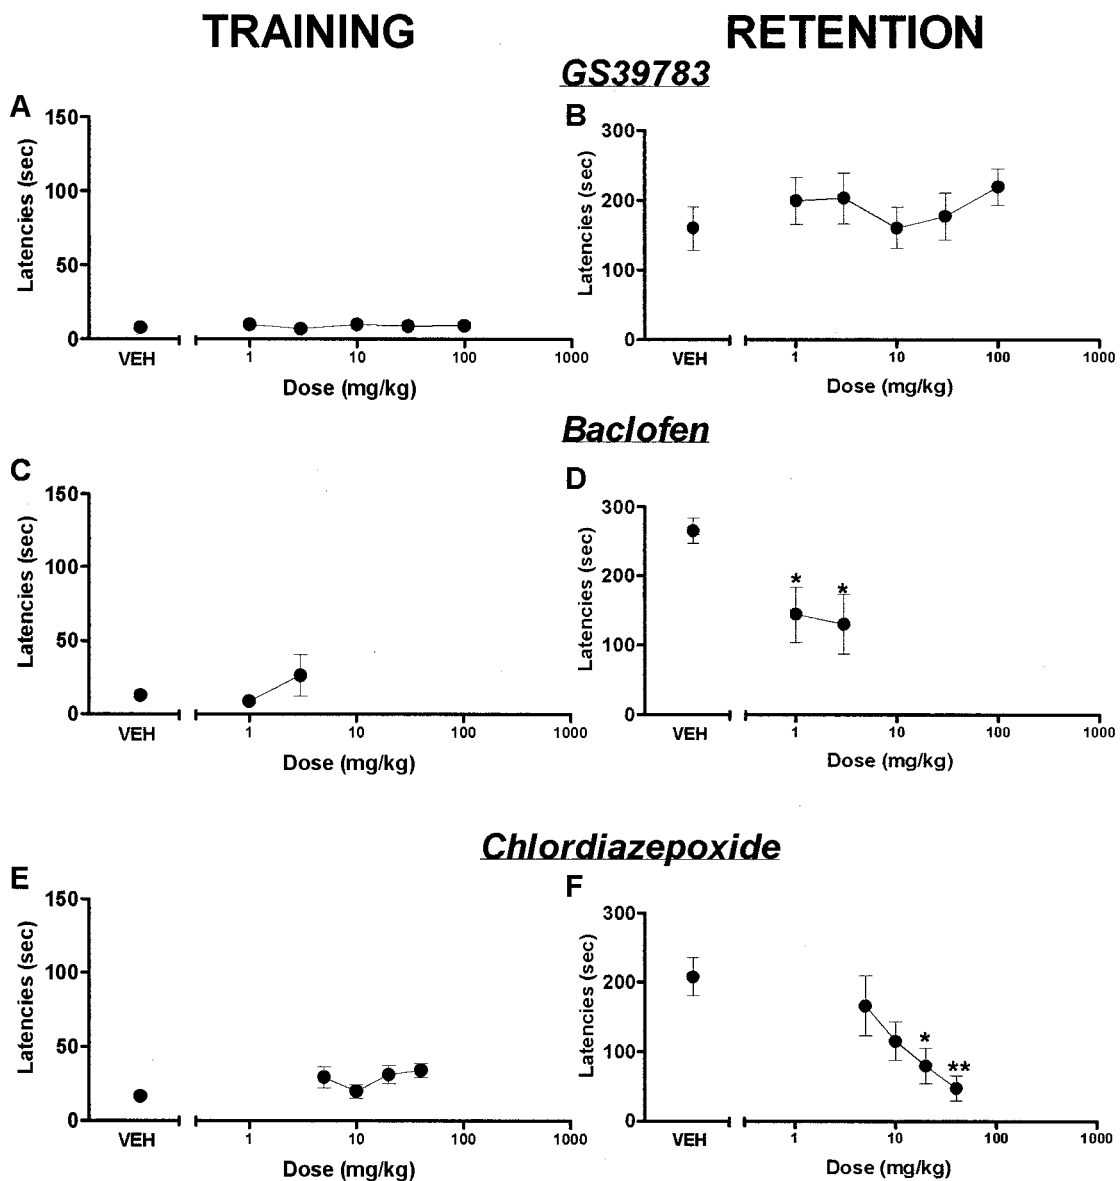 TRAINING RETENTION
GS39783
A
150
100
50
0
Latencies (sec)
VEH 1 10 100 1000
Dose (mg/kg)
B
300
200
100
0
Latencies (sec)
VEH 1 10 100 1000
Dose (mg/kg)
Baclofen
C
150
100
50
0
Latencies (sec)
VEH 1 10 100 1000
Dose (mg/kg)
D
300
200
100
0
Latencies (sec)
* *
VEH 1 10 100 1000
Dose (mg/kg)
Chlordiazepoxide
E
150
100
50
0
Latencies (sec)
VEH 1 10 100 1000
Dose (mg/kg)
F
300
200
100
0
Latencies (sec)
* **
VEH 1 10 100 1000
Dose (mg/kg)